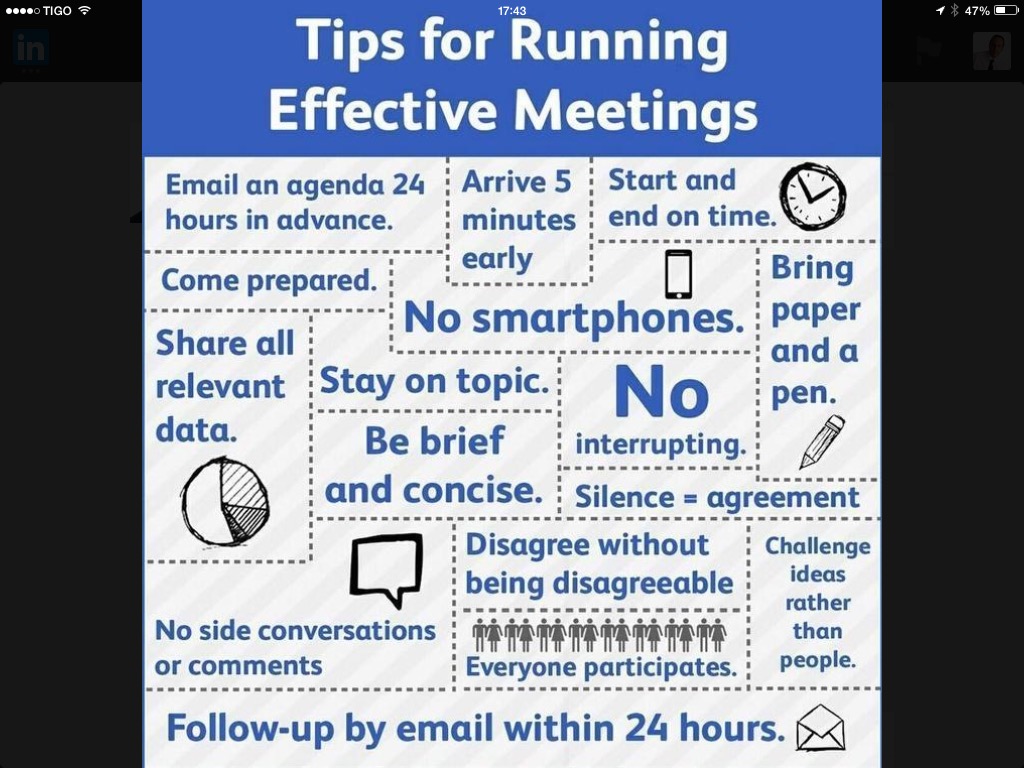 TIGO
17:43
47%
in
Tips for Running
Effective Meetings
Email an agenda 24
hours in advance.
Arrive 5
minutes
early
Start and
end on time.
Come prepared.
No smartphones.
Bring
paper
and a
pen.
Share all
relevant
data.
Stay on topic.
No
interrupting.
Be brief
and concise.
Silence = agreement
No side conversations
or comments
Disagree without
being disagreeable
Everyone participates.
Challenge
ideas
rather
than
people.
Follow-up by email within 24 hours.